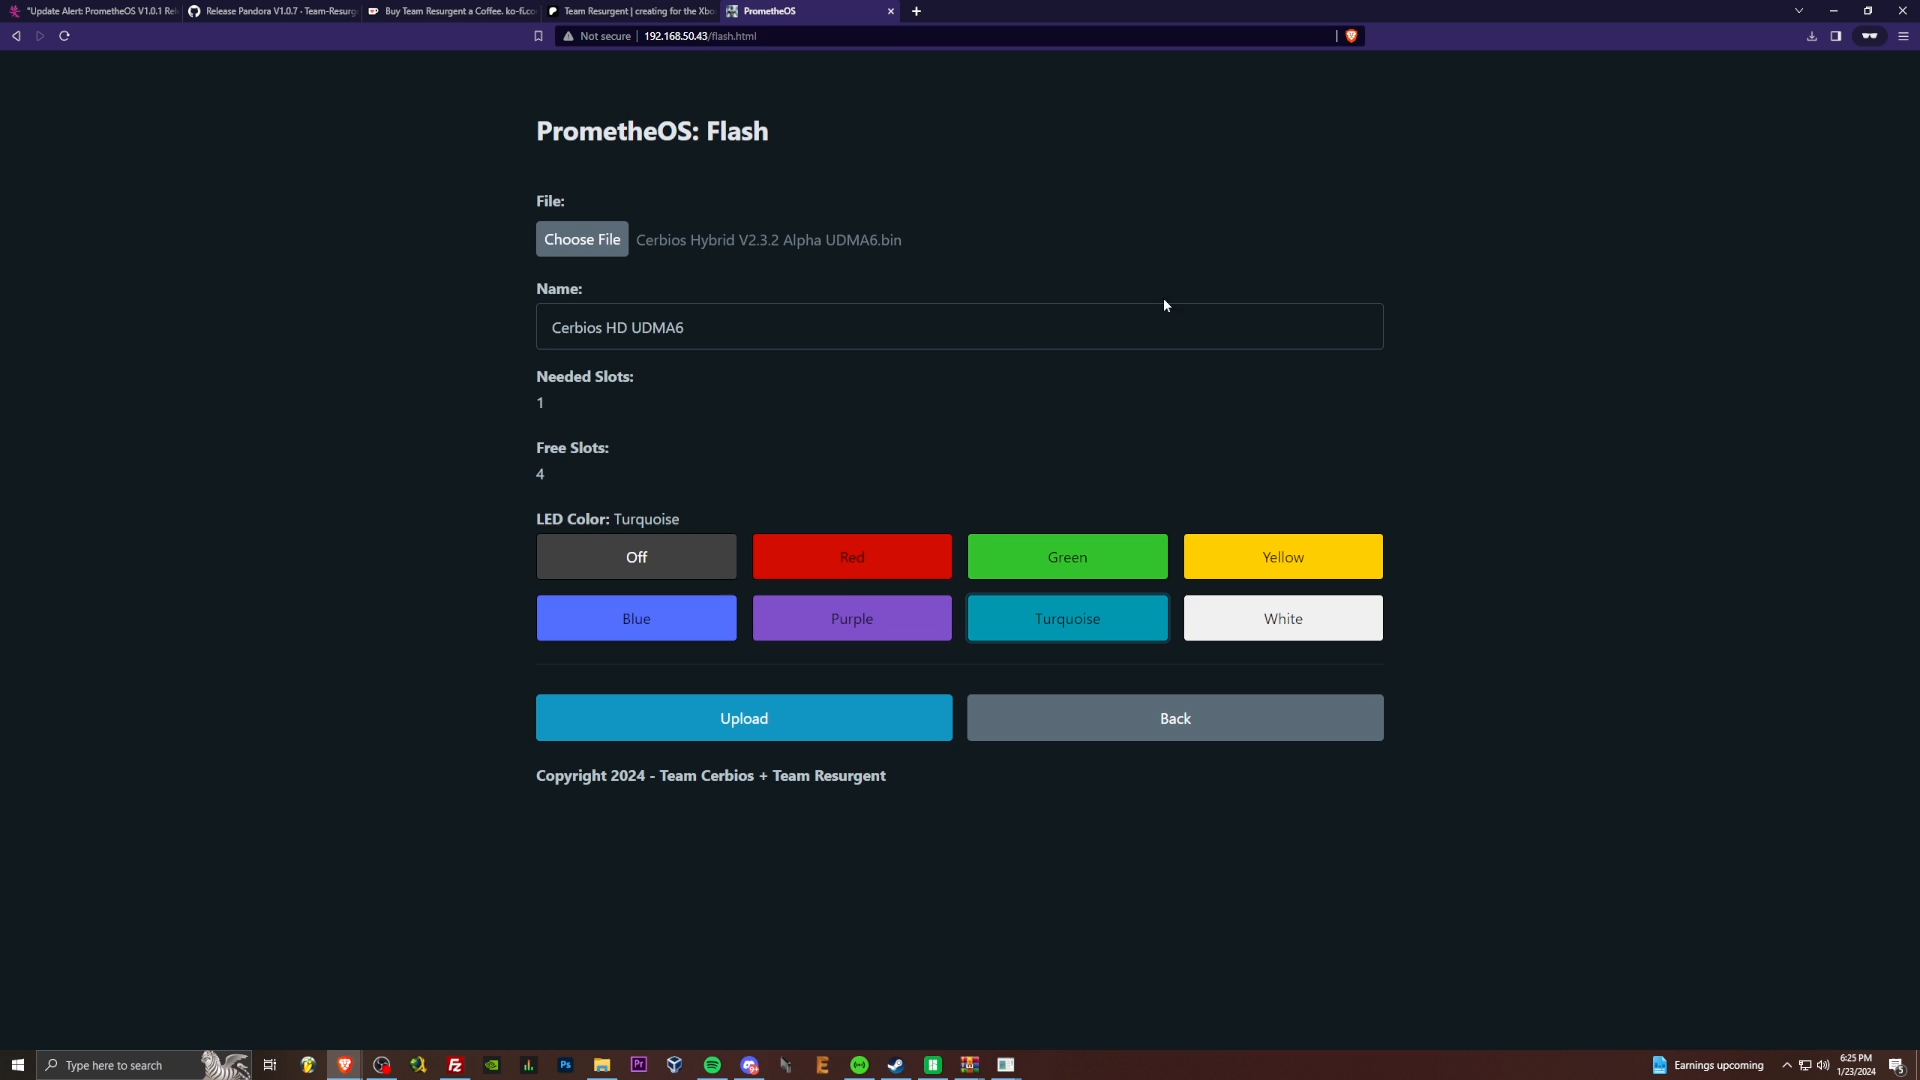 "Update Alert: PrometheOS V1.0.1 Rel
Release Pandora V1.0.7 · Team-Resurg
Buy Team Resurgent a Coffee. ko-fi.co
Team Resurgent | creating for the Xbo
PrometheOS
Not secure
192.168.50.43/flash.html
PrometheOS: Flash
File:
Choose File Cerbios Hybrid V2.3.2 Alpha UDMA6.bin
Name:
Cerbios HD UDMA6
Needed Slots:
1
Free Slots:
4
LED Color: Turquoise
Off Red Green Yellow
Blue Purple Turquoise White
Upload Back
Copyright 2024 - Team Cerbios + Team Resurgent
Type here to search
Earnings upcoming
6:25 PM
1/23/2024
5